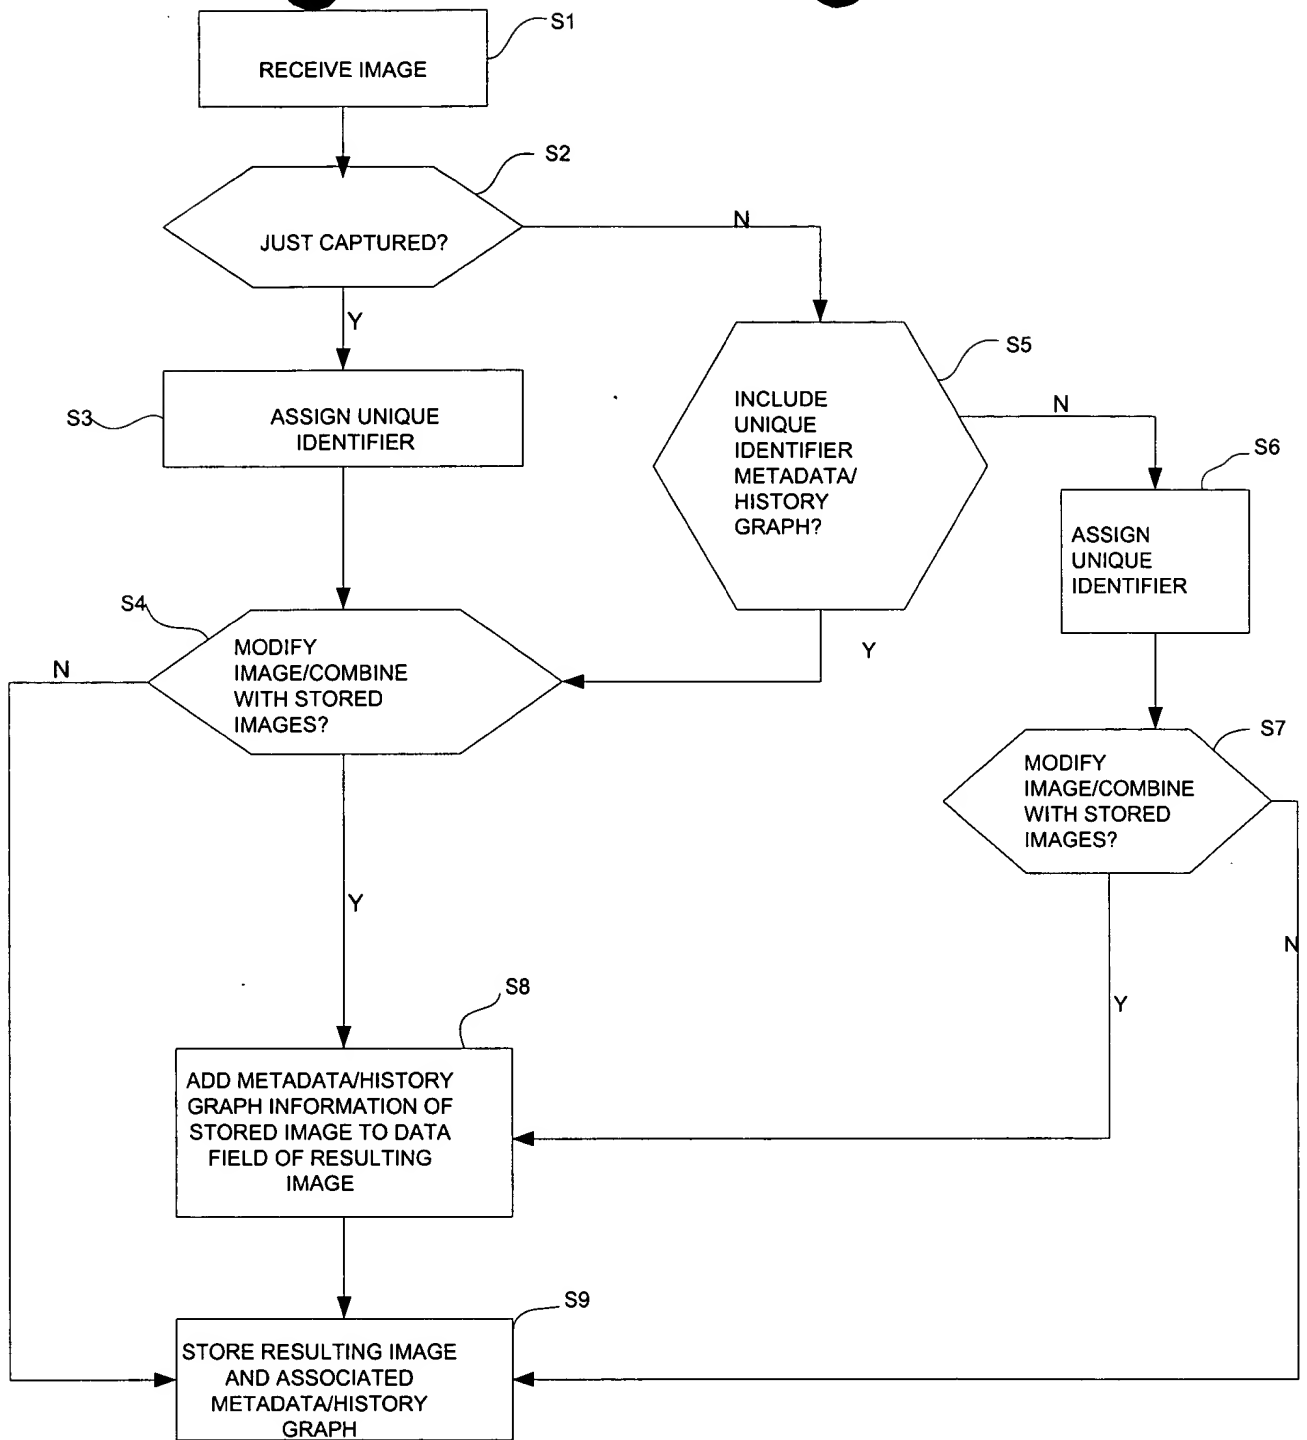 S1
RECEIVE IMAGE
S2
JUST CAPTURED?
N
Y
S3
ASSIGN UNIQUE
IDENTIFIER
S5
INCLUDE
UNIQUE
IDENTIFIER
METADATA/
HISTORY
GRAPH?
N
S6
ASSIGN
UNIQUE
IDENTIFIER
Y
S4
MODIFY
IMAGE/COMBINE
WITH STORED
IMAGES?
N
S7
MODIFY
IMAGE/COMBINE
WITH STORED
IMAGES?
Y
N
Y
S8
ADD METADATA/HISTORY
GRAPH INFORMATION OF
STORED IMAGE TO DATA
FIELD OF RESULTING
IMAGE
S9
STORE RESULTING IMAGE
AND ASSOCIATED
METADATA/HISTORY
GRAPH